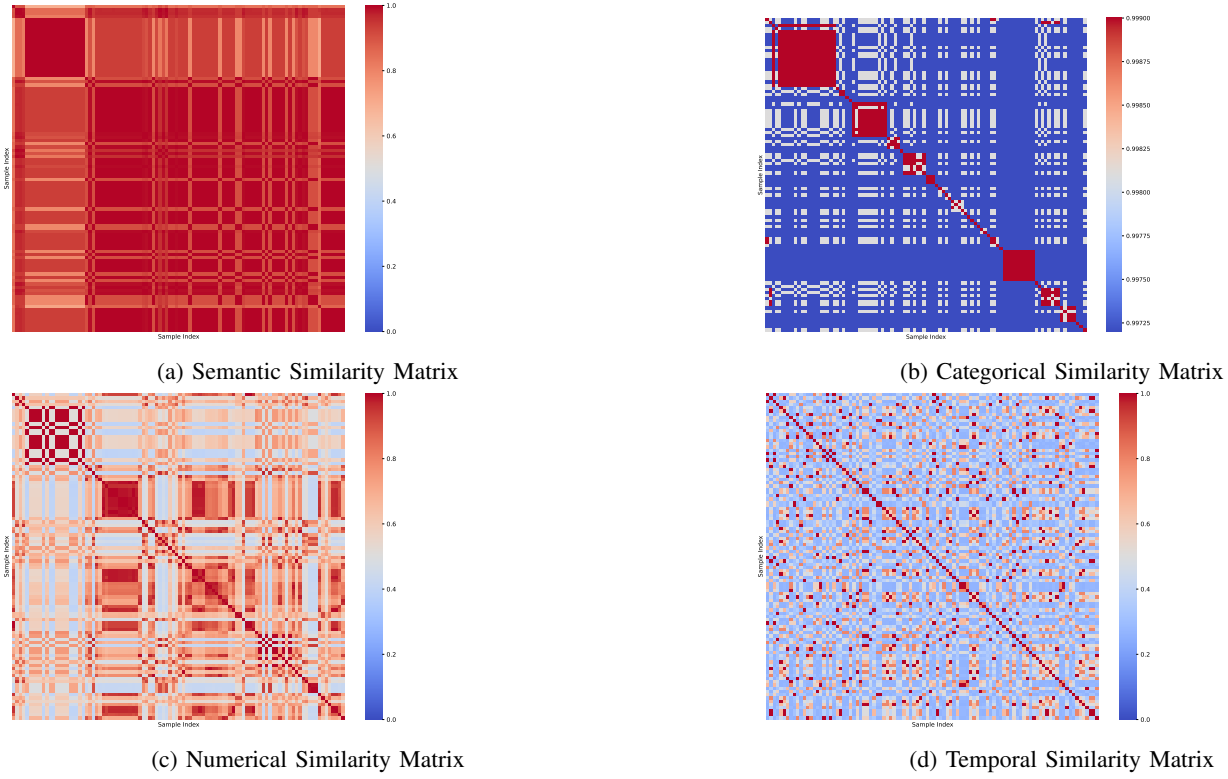 1.0
0.8
0.6
0.4
0.2
0.0
Sample Index
Sample Index
(a) Semantic Similarity Matrix
0.99900
0.99875
0.99850
0.99825
0.99800
0.99775
0.99750
0.99725
Sample Index
Sample Index
(b) Categorical Similarity Matrix
1.0
0.8
0.6
0.4
0.2
0.0
Sample Index
Sample Index
(c) Numerical Similarity Matrix
1.0
0.8
0.6
0.4
0.2
0.0
Sample Index
Sample Index
(d) Temporal Similarity Matrix